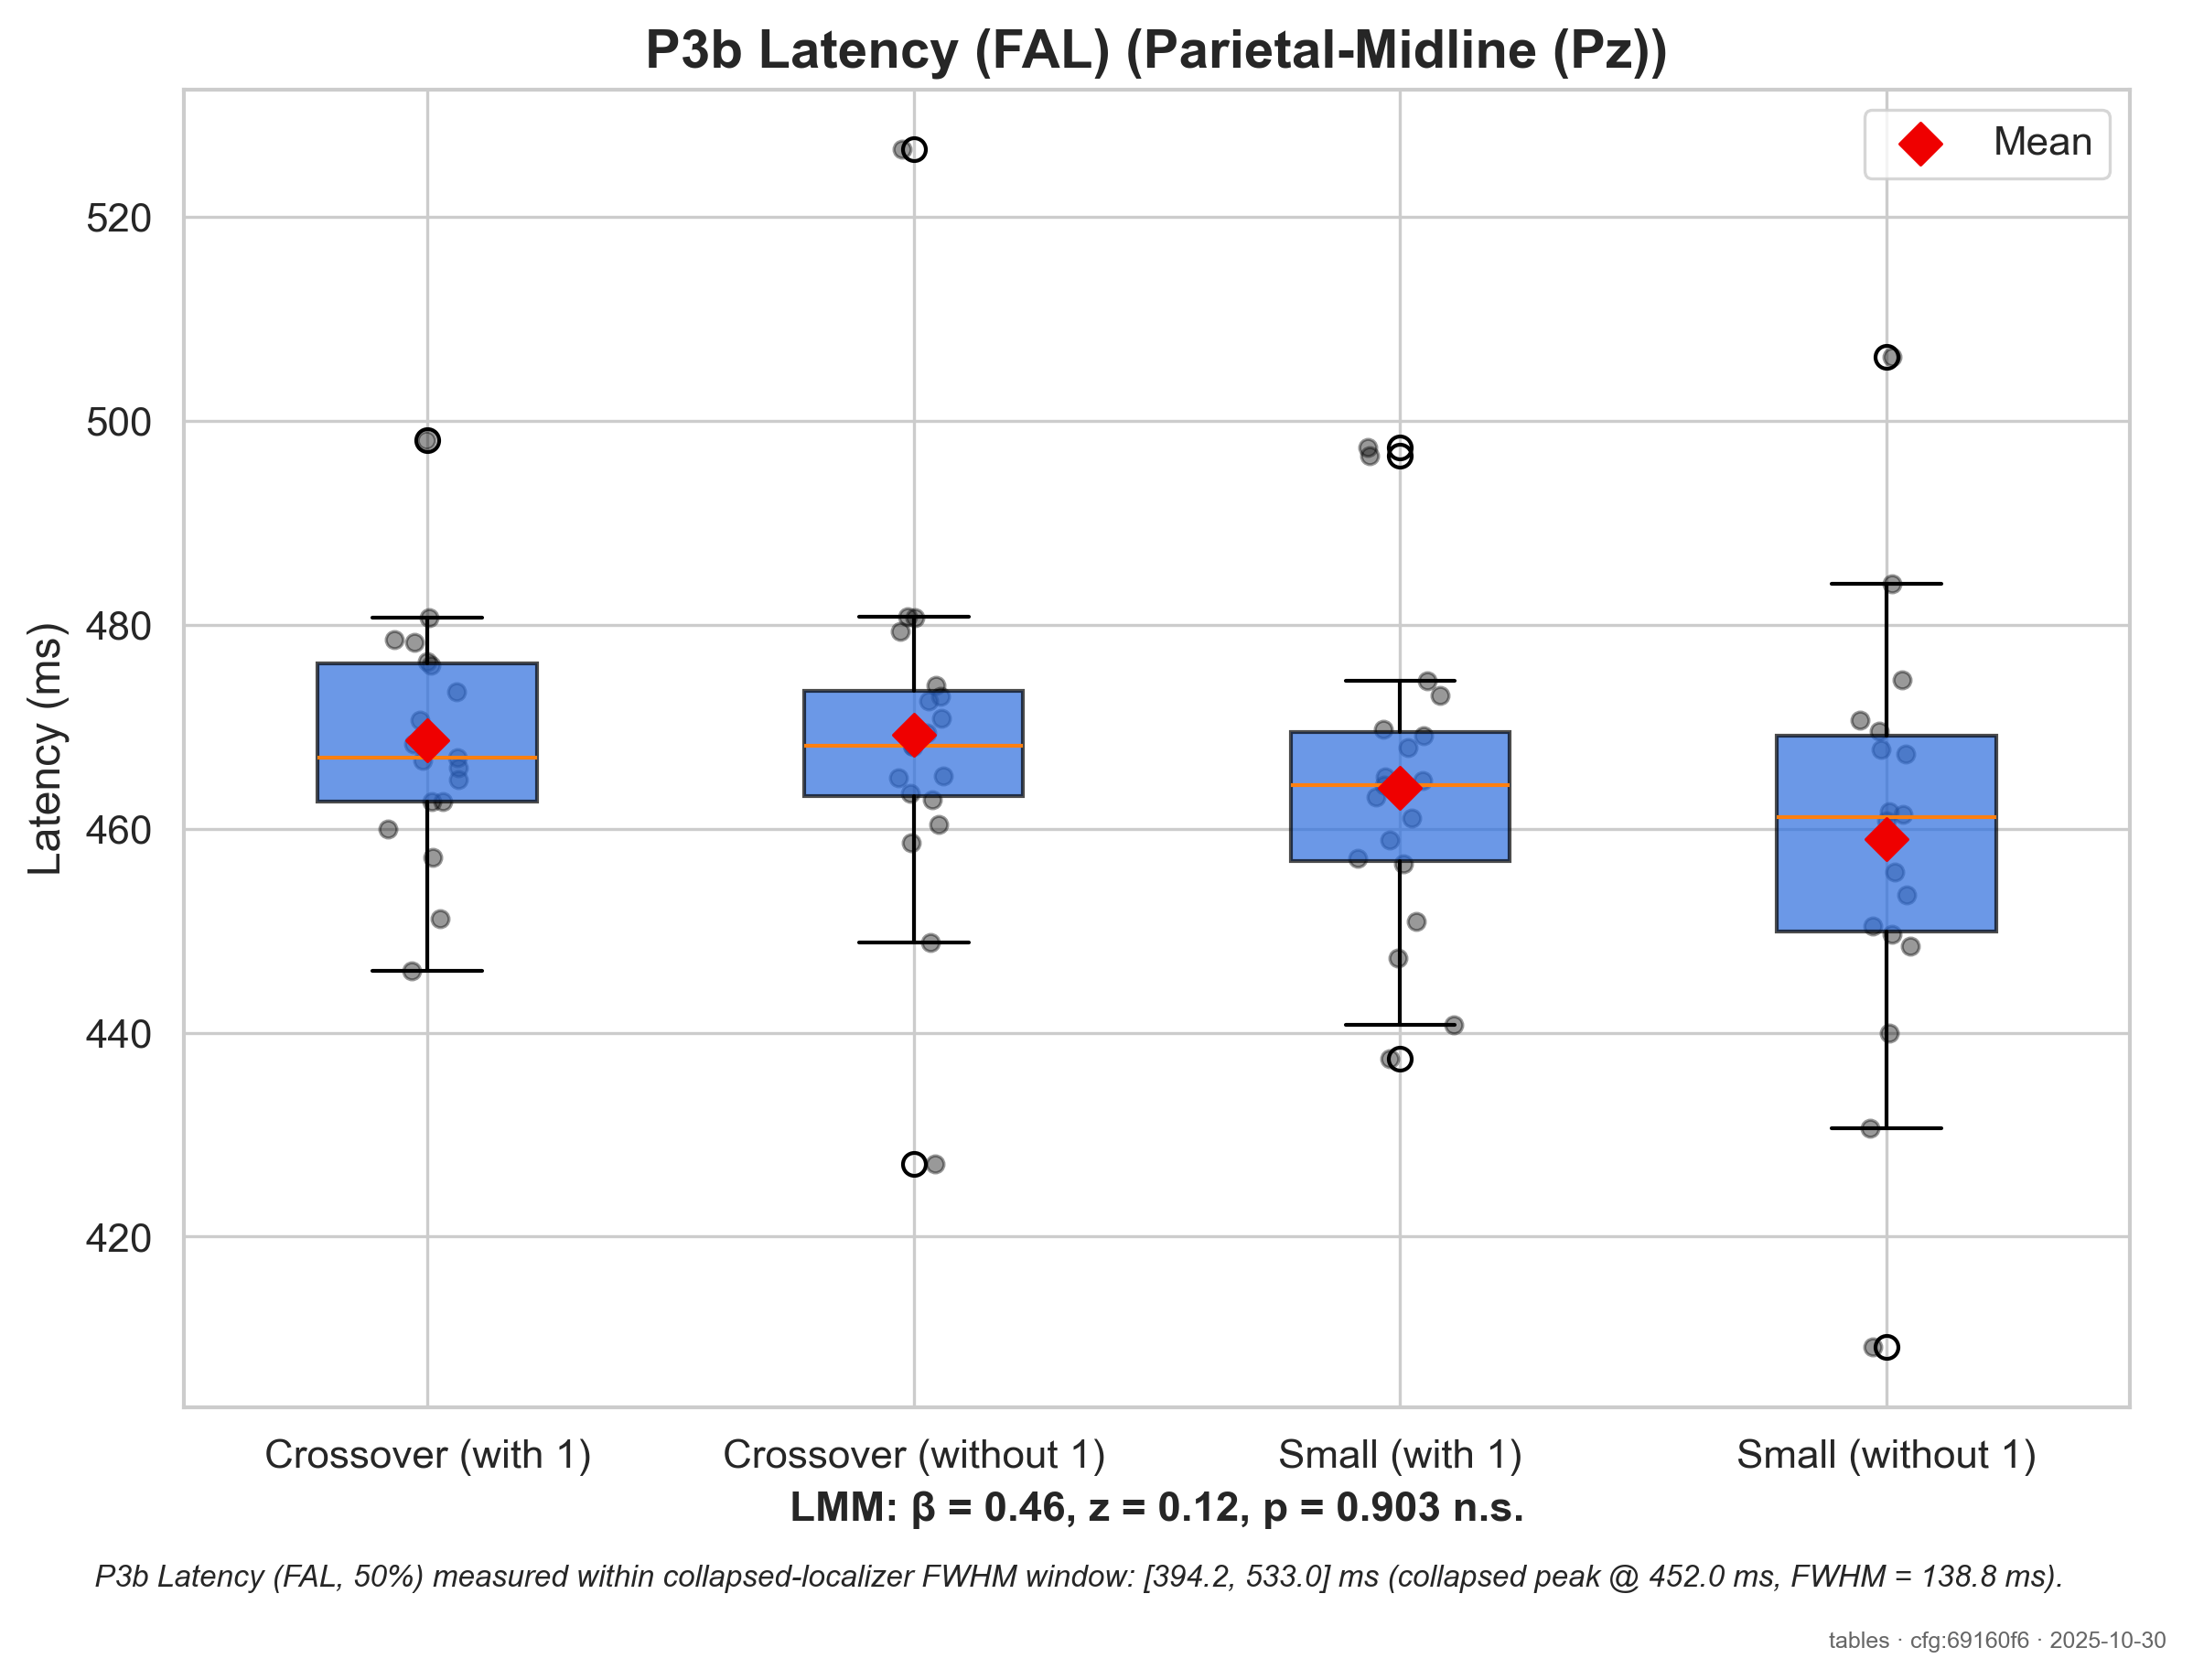 P3b Latency (FAL) (Parietal-Midline (Pz))
Mean
Latency (ms)
520
500
480
460
440
420
Crossover (with 1)
Crossover (without 1)
Small (with 1)
Small (without 1)
LMM: β = 0.46, z = 0.12, p = 0.903 n.s.
P3b Latency (FAL, 50%) measured within collapsed-localizer FWHM window: [394.2, 533.0] ms (collapsed peak @ 452.0 ms, FWHM = 138.8 ms).
tables · cfg:69160f6 · 2025-10-30